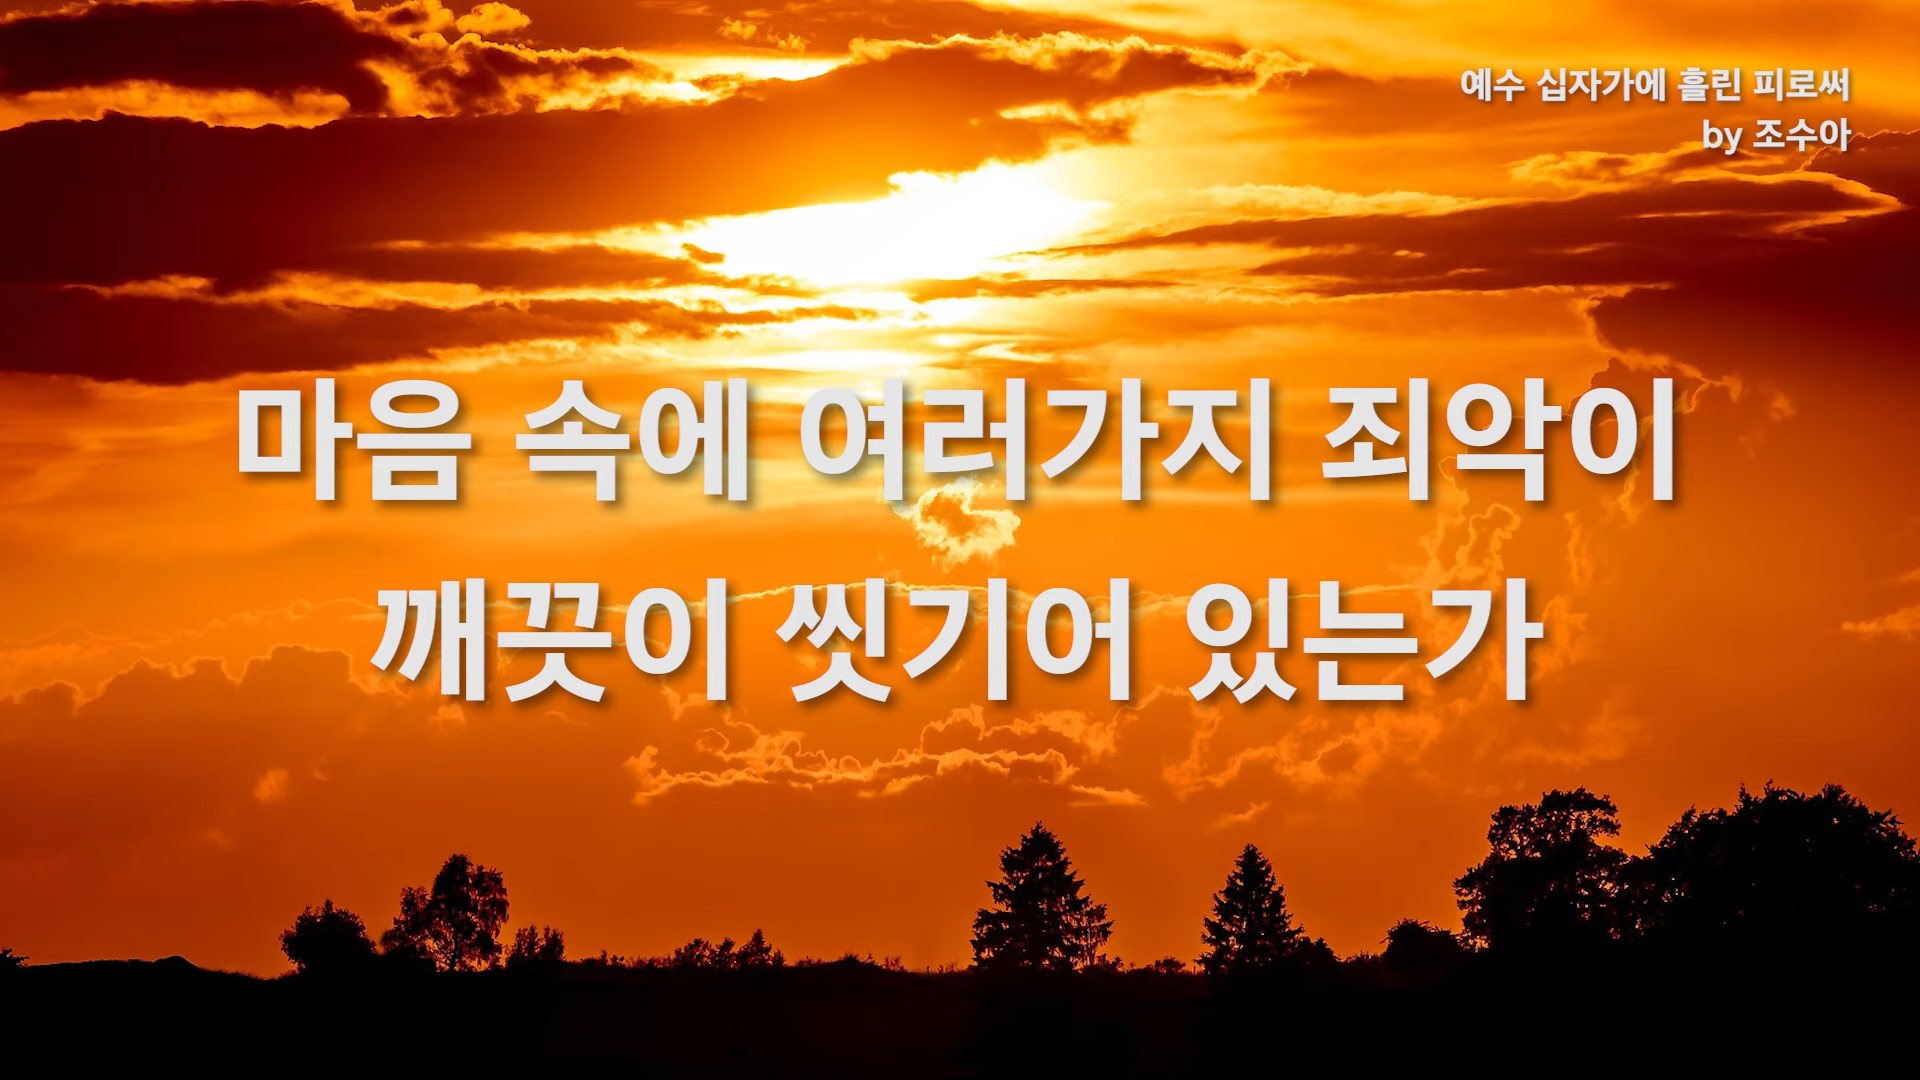 예수 십자가에 흘린 피로써
by 조수아
마음 속에 여러가지 죄악이
깨끗이 씻기어 있는가